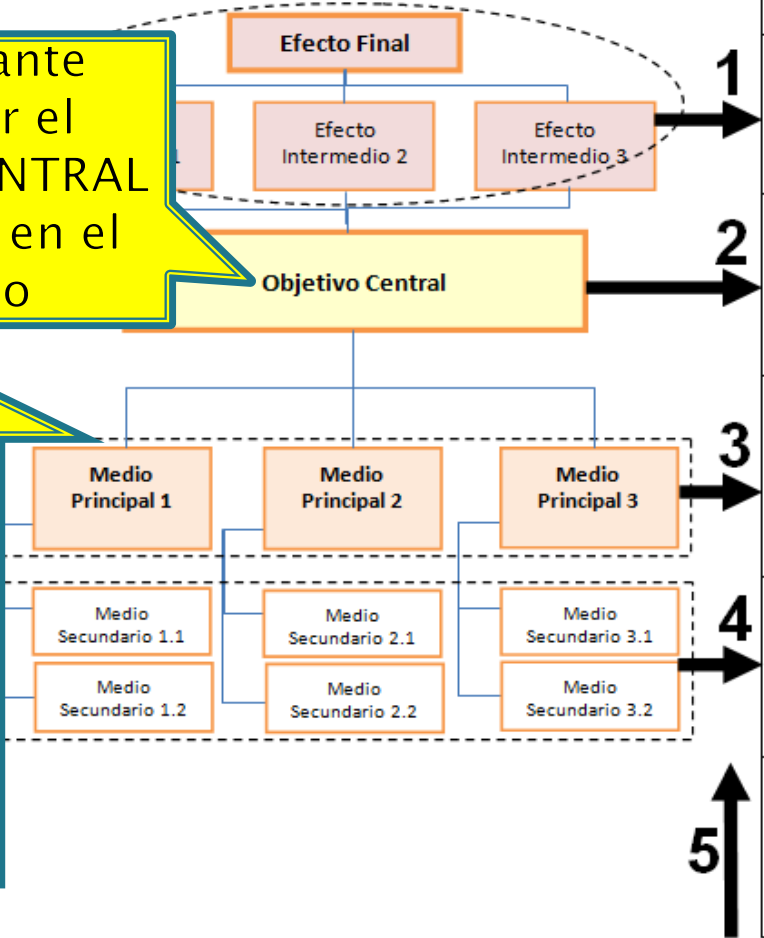 Efecto Final
1
ante
r el
NTRAL
en el
o
1
Efecto
Intermedio 2
Efecto
Intermedio 3
2
Objetivo Central
3
Medio
Principal 1
Medio
Principal 2
Medio
Principal 3
4
Medio
Secundario 1.1
Medio
Secundario 2.1
Medio
Secundario 3.1
Medio
Secundario 1.2
Medio
Secundario 2.2
Medio
Secundario 3.2
5